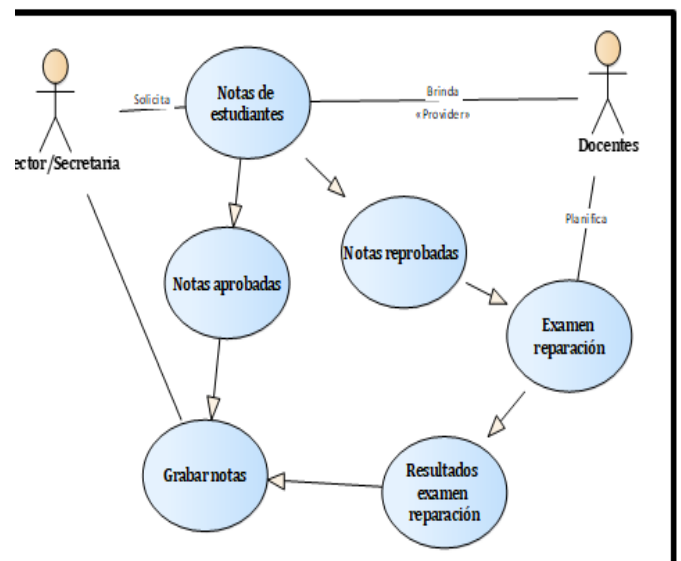 Notas de
estudiantes
Solicita
Brinda
«Provider»
Docentes
ector/Secretaria
Planifica
Notas reprobadas
Notas aprobadas
Examen
reparación
Grabar notas
Resultados
examen
reparación